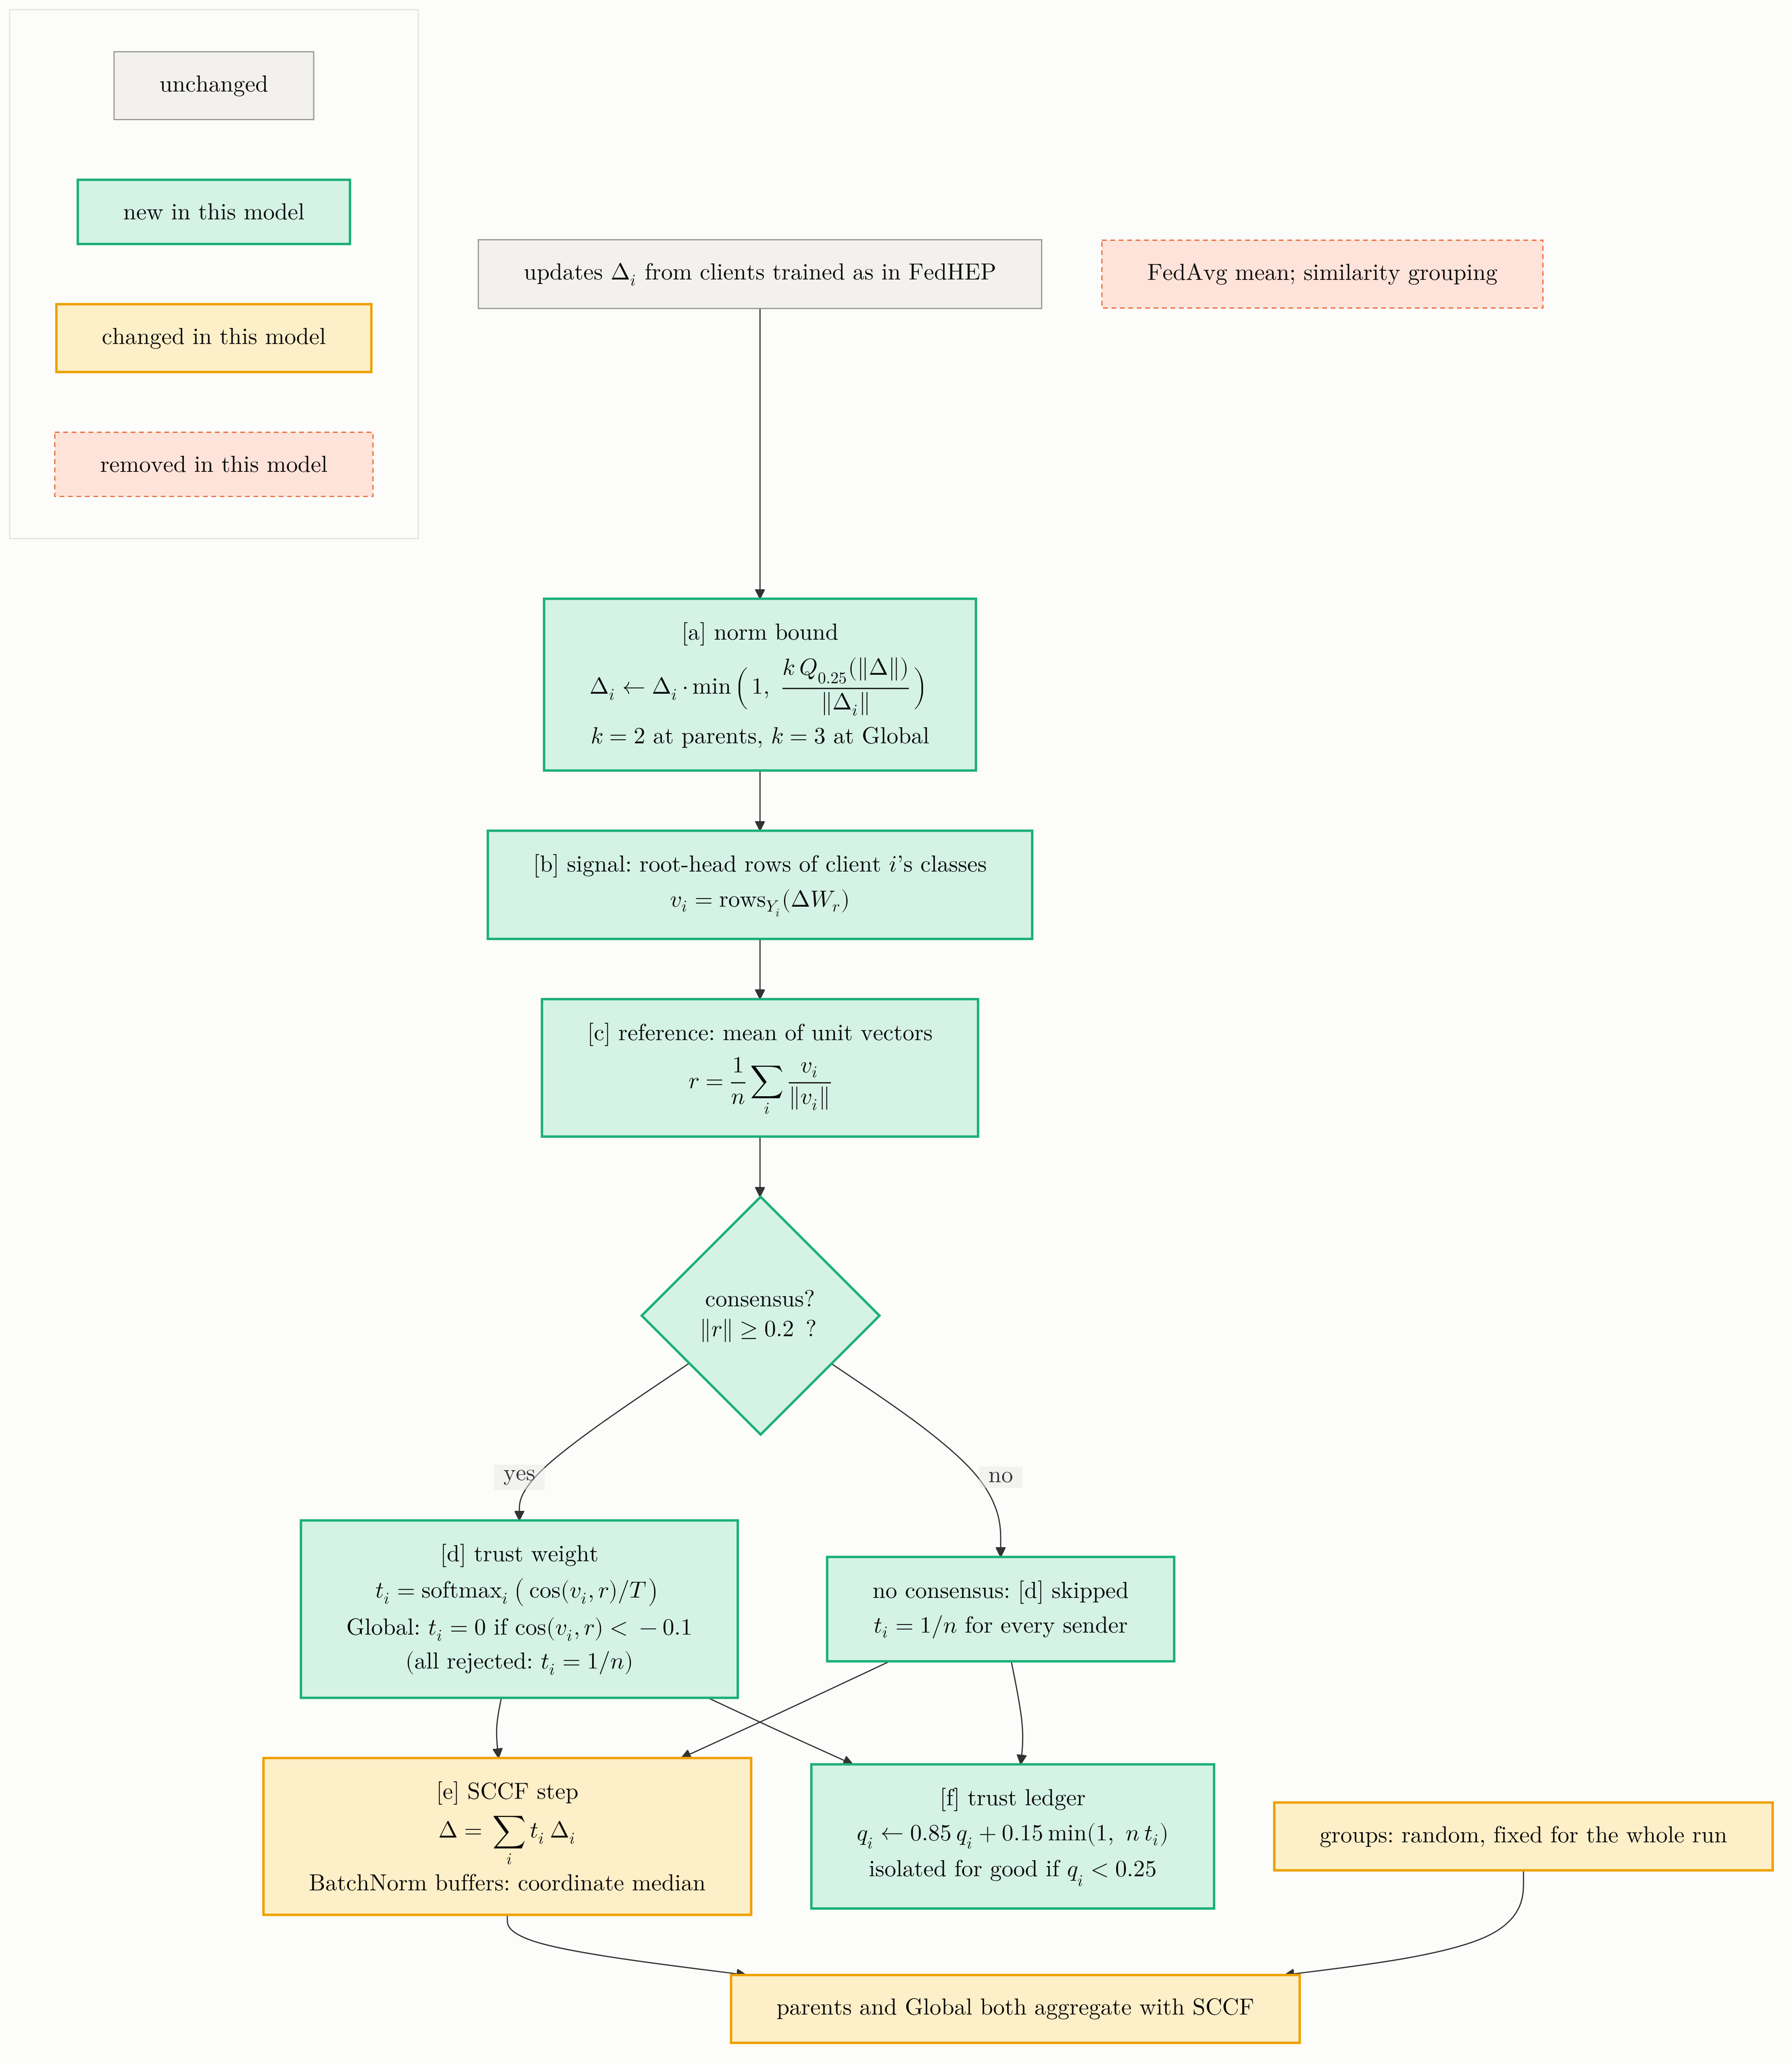 unchanged
new in this model
changed in this model
removed in this model
updates Δ_i from clients trained as in FedHEP
FedAvg mean; similarity grouping
[a] norm bound
Δ_i ← Δ_i · min(1, k Q_0.25(‖Δ‖) / ‖Δ_i‖)
k = 2 at parents, k = 3 at Global
[b] signal: root-head rows of client i's classes
v_i = rows_{Y_i}(ΔW_r)
[c] reference: mean of unit vectors
r = 1/n ∑_i v_i / ‖v_i‖
consensus?
‖r‖ ≥ 0.2 ?
yes
no
[d] trust weight
t_i = softmax_i ( cos(v_i, r)/T )
Global: t_i = 0 if cos(v_i, r) < −0.1
(all rejected: t_i = 1/n)
no consensus: [d] skipped
t_i = 1/n for every sender
[e] SCCF step
Δ = ∑_i t_i Δ_i
BatchNorm buffers: coordinate median
[f] trust ledger
q_i ← 0.85 q_i + 0.15 min(1, n t_i)
isolated for good if q_i < 0.25
groups: random, fixed for the whole run
parents and Global both aggregate with SCCF